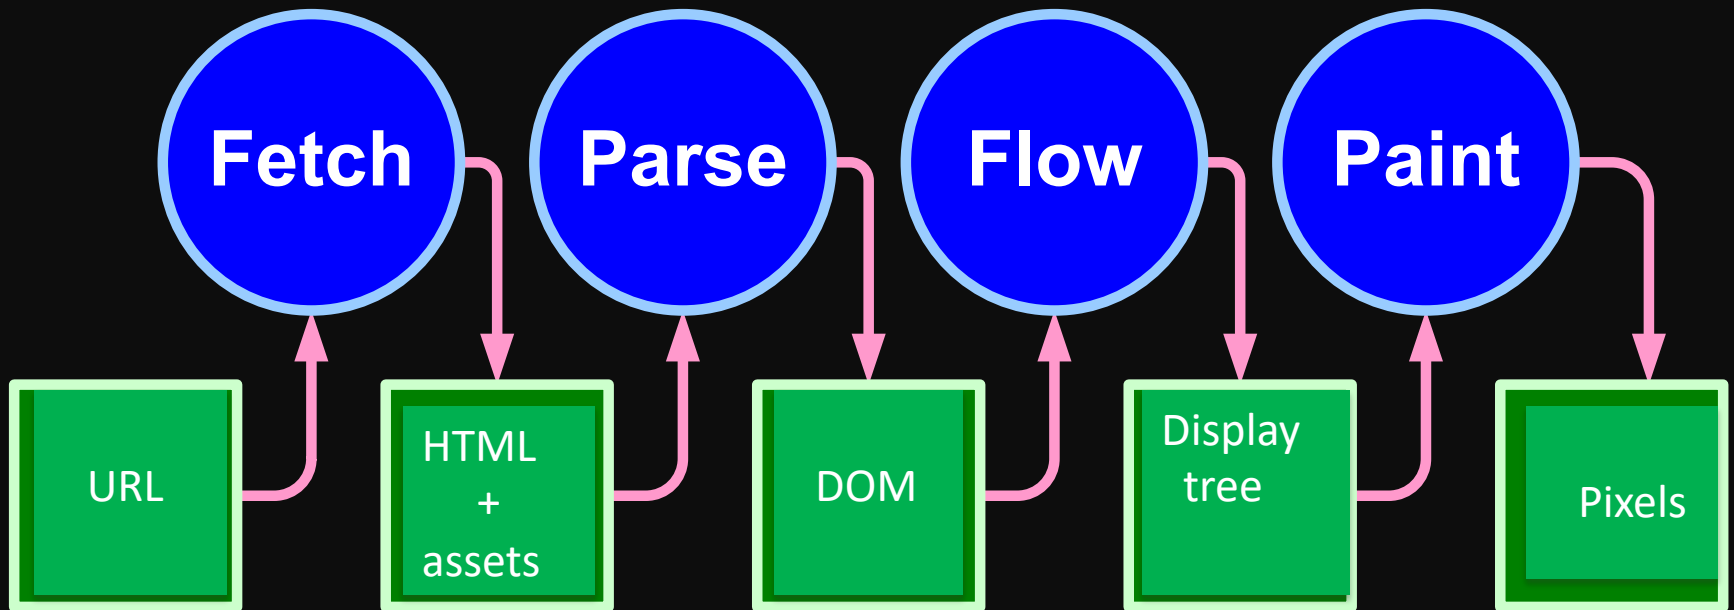 Fetch
Parse
Flow
Paint
URL
HTML
+
assets
DOM
Display
tree
Pixels